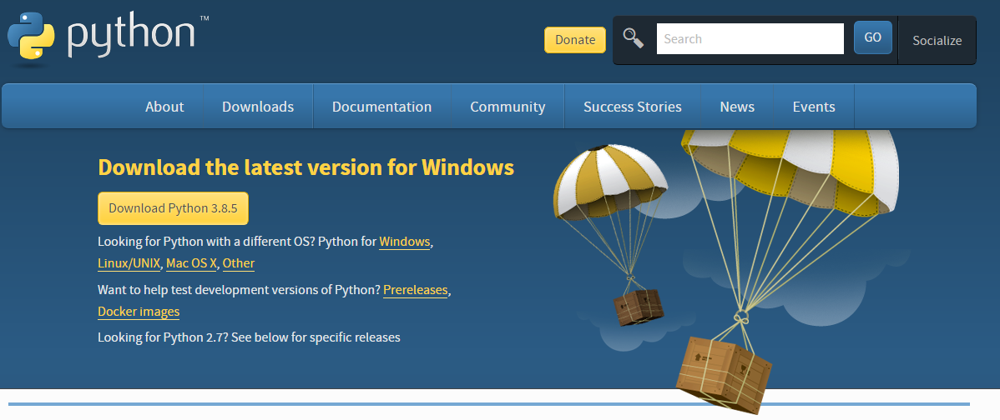 python™
Donate
Search
GO
Socialize
About
Downloads
Documentation
Community
Success Stories
News
Events
Download the latest version for Windows
Download Python 3.8.5
Looking for Python with a different OS? Python for Windows,
Linux/UNIX, Mac OS X, Other
Want to help test development versions of Python? Prereleases,
Docker images
Looking for Python 2.7? See below for specific releases